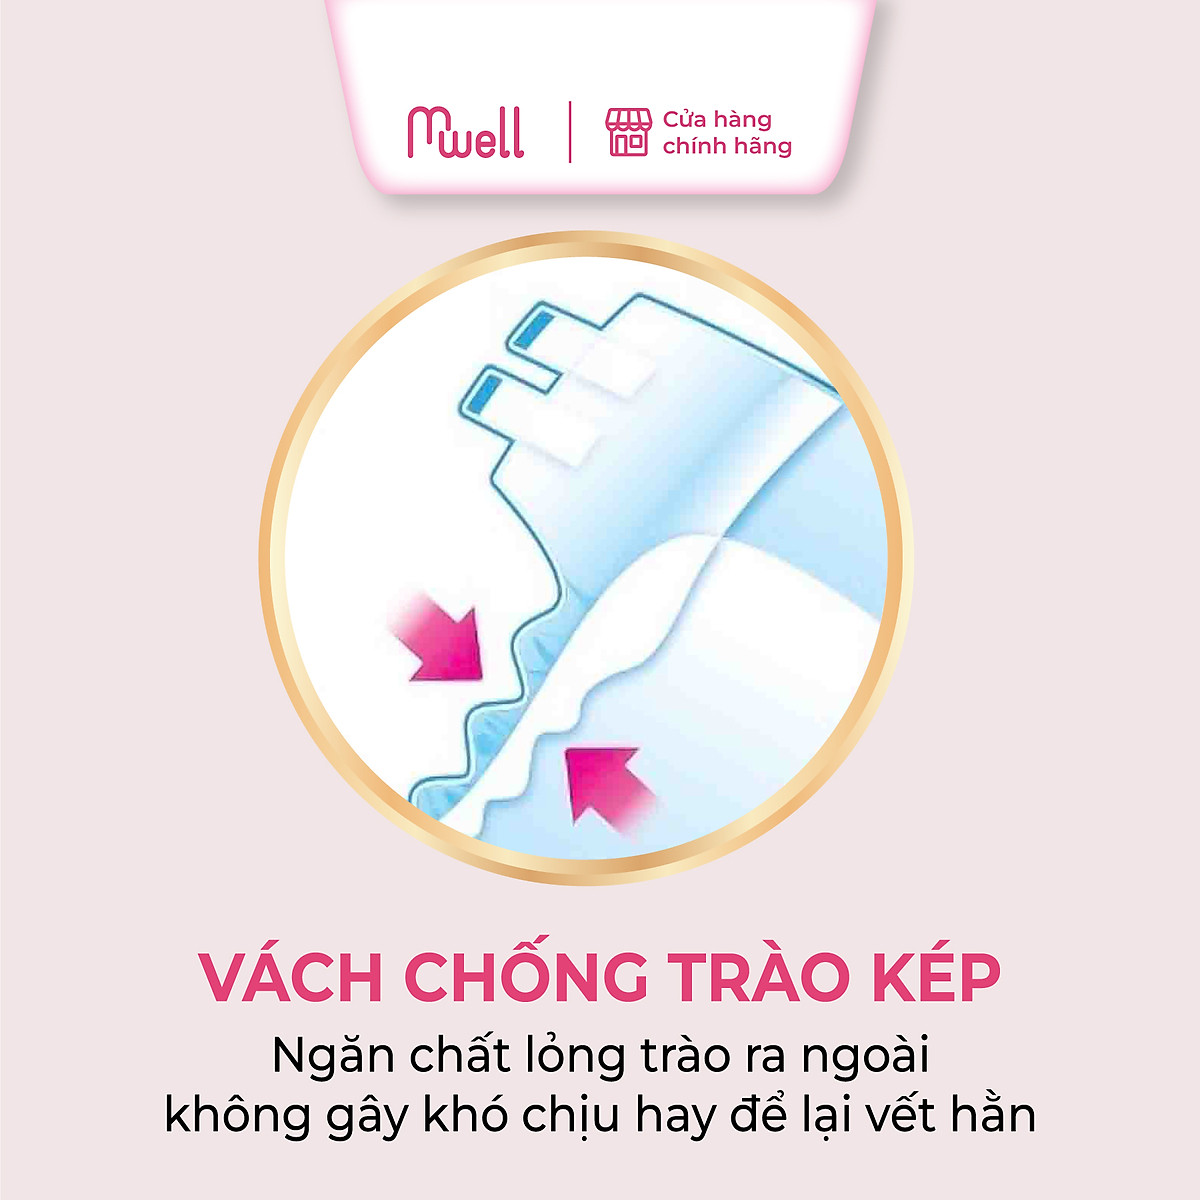 mwell
Cửa hàng
chính hãng
VÁCH CHỐNG TRÀO KÉP
Ngăn chất lỏng trào ra ngoài
không gây khó chịu hay để lại vết hằn